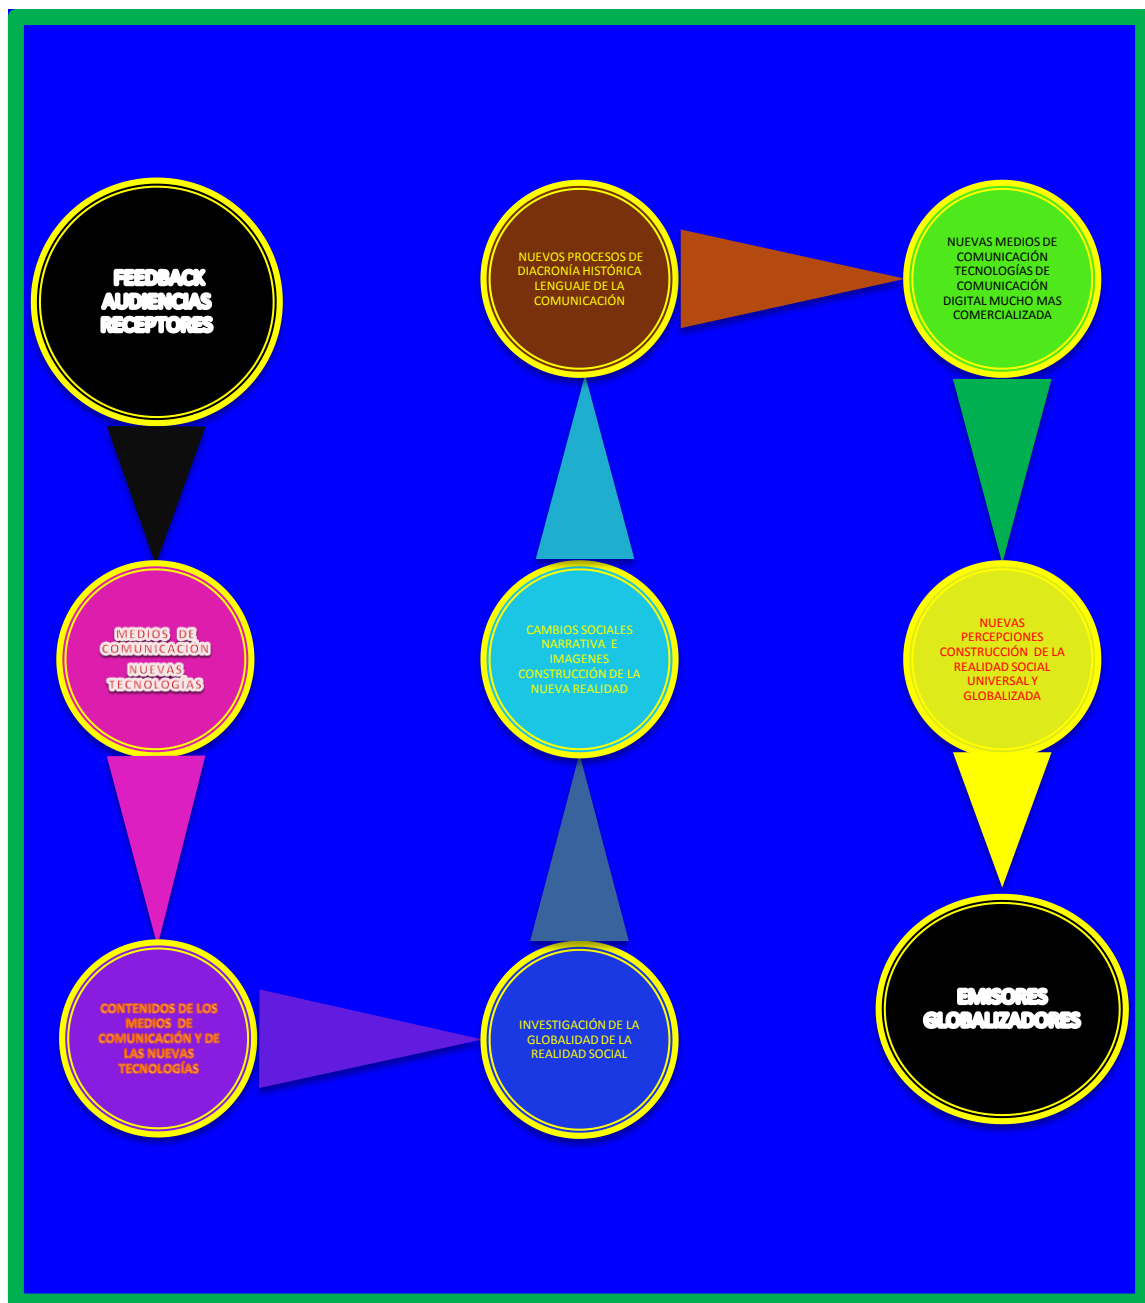 FEEDBACK
AUDIENCIAS
RECEPTORES
MEDIOS DE
COMUNICACIÓN
NUEVAS
TECNOLOGÍAS
CONTENIDOS DE LOS
MEDIOS DE
COMUNICACIÓN Y DE
LAS NUEVAS
TECNOLOGÍAS
INVESTIGACIÓN DE LA
GLOBALIDAD DE LA
REALIDAD SOCIAL
CAMBIOS SOCIALES
NARRATIVA E
IMAGENES
CONSTRUCCIÓN DE LA
NUEVA REALIDAD
NUEVOS PROCESOS DE
DIACRONÍA HISTÓRICA
LENGUAJE DE LA
COMUNICACIÓN
NUEVAS MEDIOS DE
COMUNICACIÓN
TECNOLOGÍAS DE
COMUNICACIÓN
DIGITAL MUCHO MAS
COMERCIALIZADA
NUEVAS
PERCEPCIONES
CONSTRUCCIÓN DE LA
REALIDAD SOCIAL
UNIVERSAL Y
GLOBALIZADA
EMISORES
GLOBALIZADORES